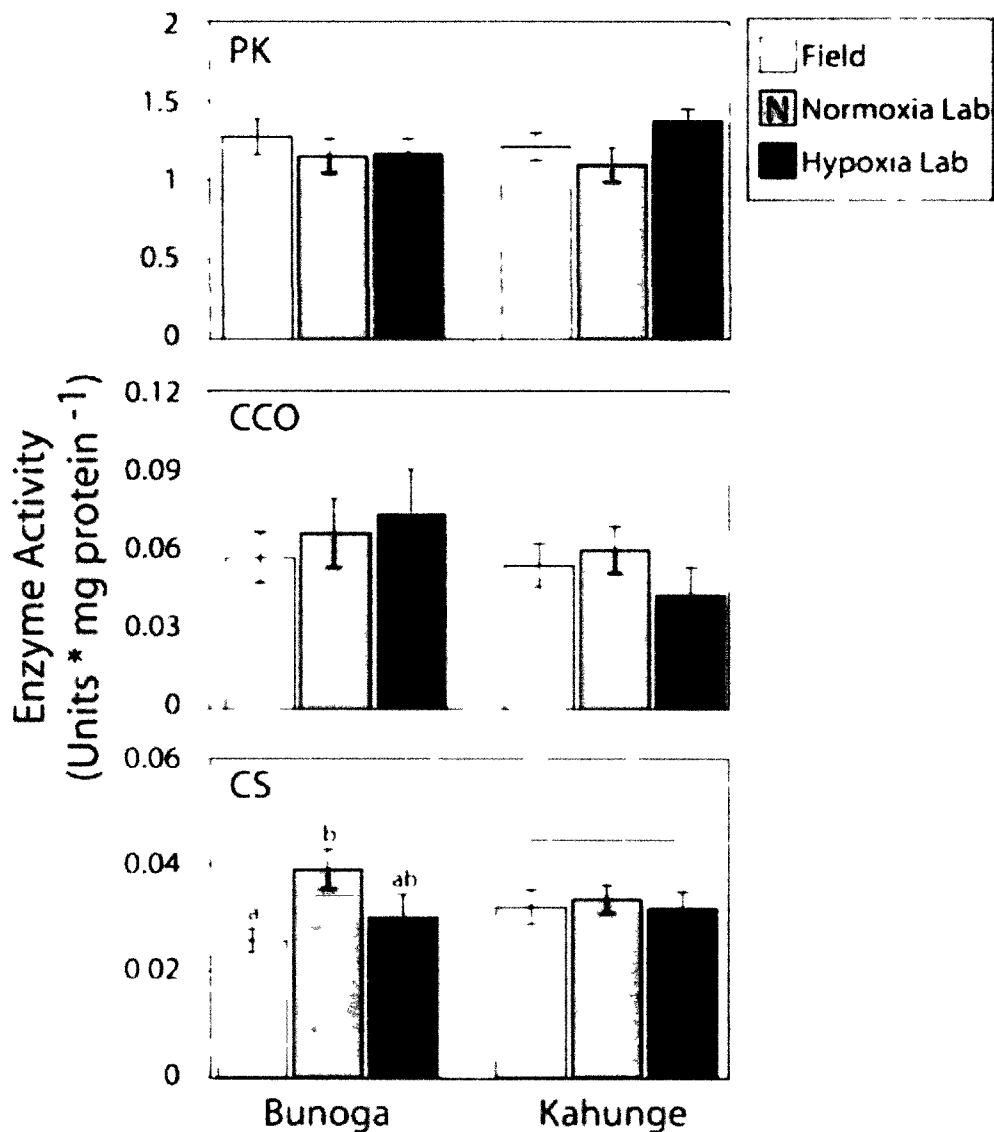 2
PK
1.5
1
0.5
0
Field
N Normoxia Lab
Hypoxia Lab
Enzyme Activity
(Units * mg protein -1)
0.12
CCO
0.09
0.06
0.03
0
0.06
CS
0.04
0 02
0
a
b
ab
Bunoga
Kahunge